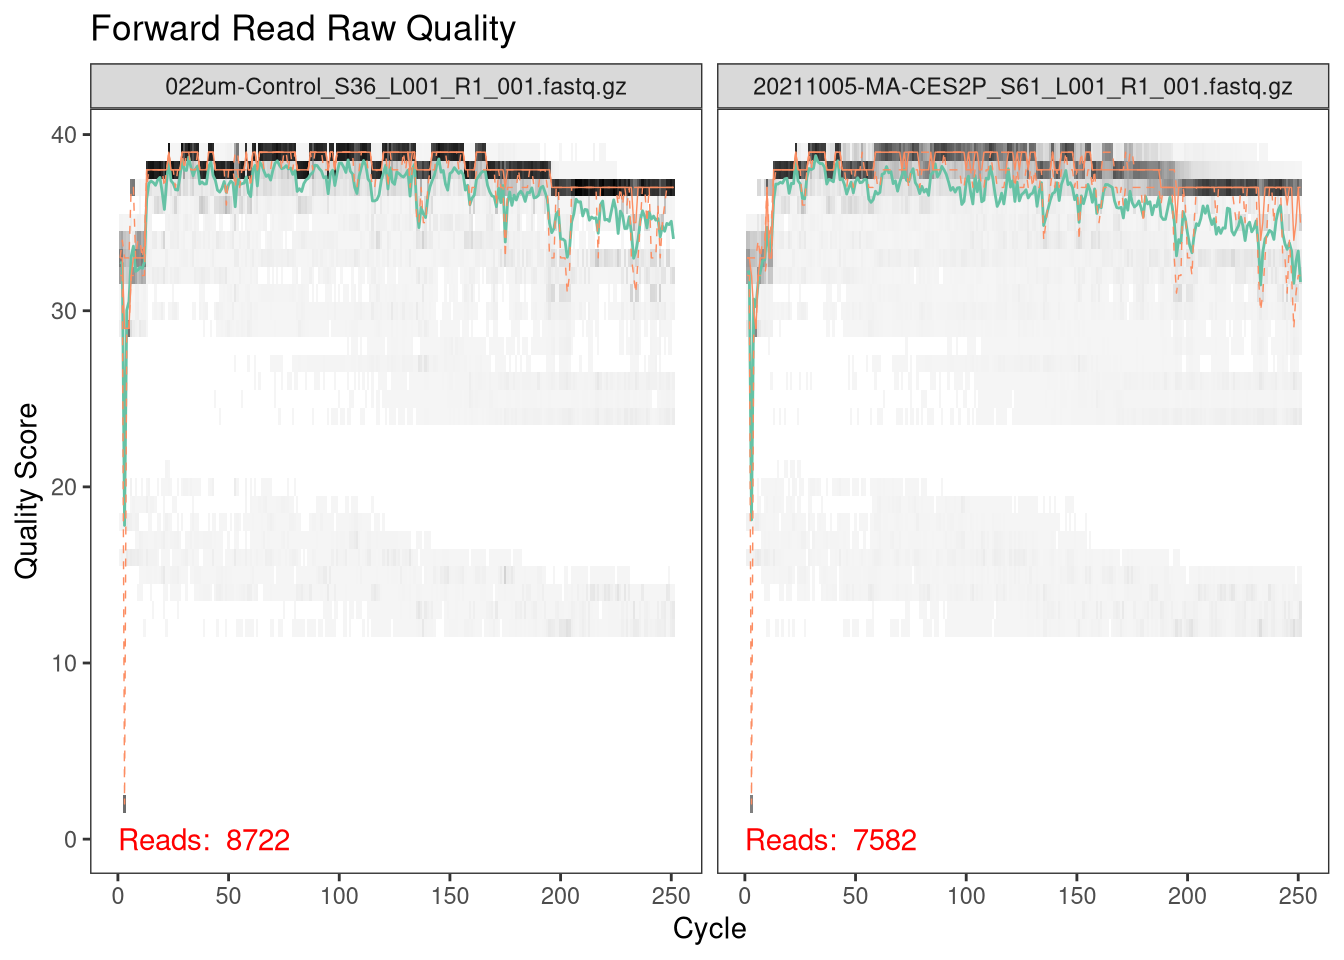 Forward Read Raw Quality
022um-Control_S36_L001_R1_001.fastq.gz
20211005-MA-CES2P_S61_L001_R1_001.fastq.gz
Quality Score
40
30
20
10
0
Reads: 8722
Reads: 7582
0 50 100 150 200 250
0 50 100 150 200 250
Cycle